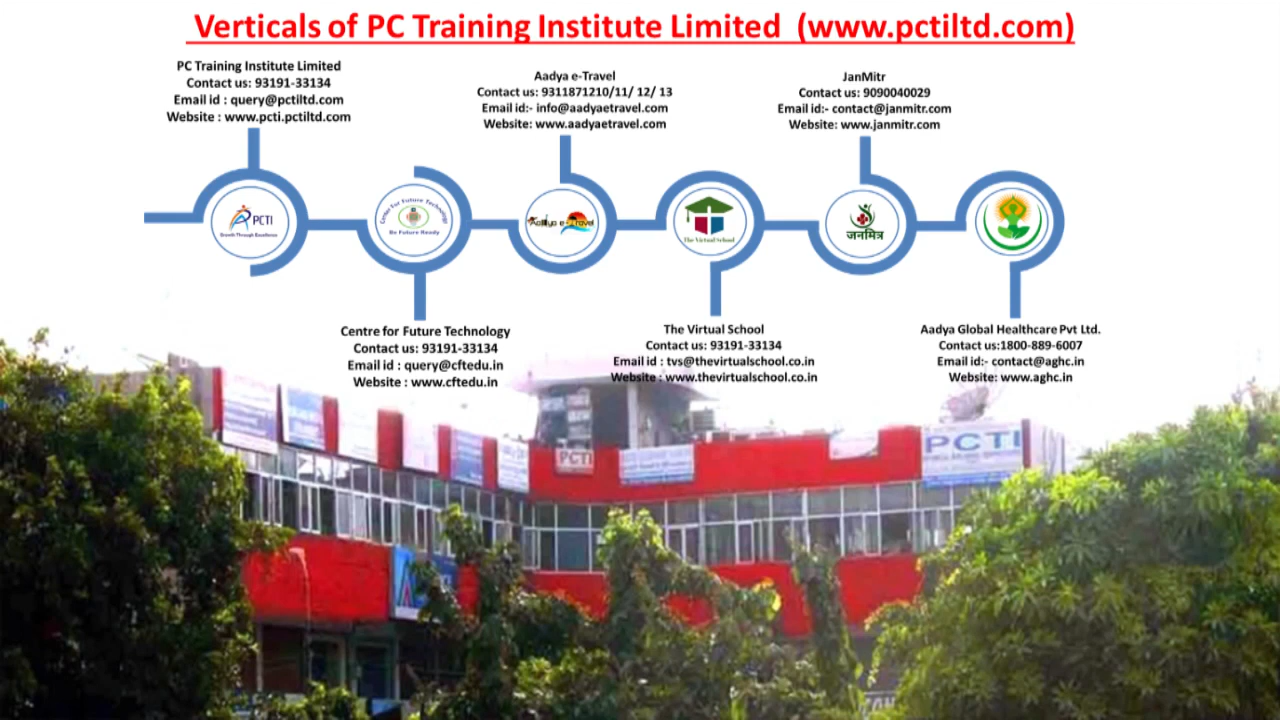 Verticals of PC Training Institute Limited (www.pctiltd.com)
PC Training Institute Limited
Contact us: 93191-33134
Email id : query@pctiltd.com
Website : www.pcti.pctiltd.com
Aadya e-Travel
Contact us: 9311871210/11/ 12/ 13
Email id:- info@aadyaetravel.com
Website: www.aadyaetravel.com
JanMitr
Contact us: 9090040029
Email id:- contact@janmitr.com
Website: www.janmitr.com
PCTI
Growth Through Excellence
Centre For Future Technology
Be Future Ready
Aadya e-Travel
The Virtual School
जनमित्र
Centre for Future Technology
Contact us: 93191-33134
Email id : query@cftedu.in
Website : www.cftedu.in
The Virtual School
Contact us: 93191-33134
Email id : tvs@thevirtualschool.co.in
Website : www.thevirtualschool.co.in
Aadya Global Healthcare Pvt Ltd.
Contact us:1800-889-6007
Email id:- contact@aghc.in
Website: www.aghc.in
PCTI
PCTI